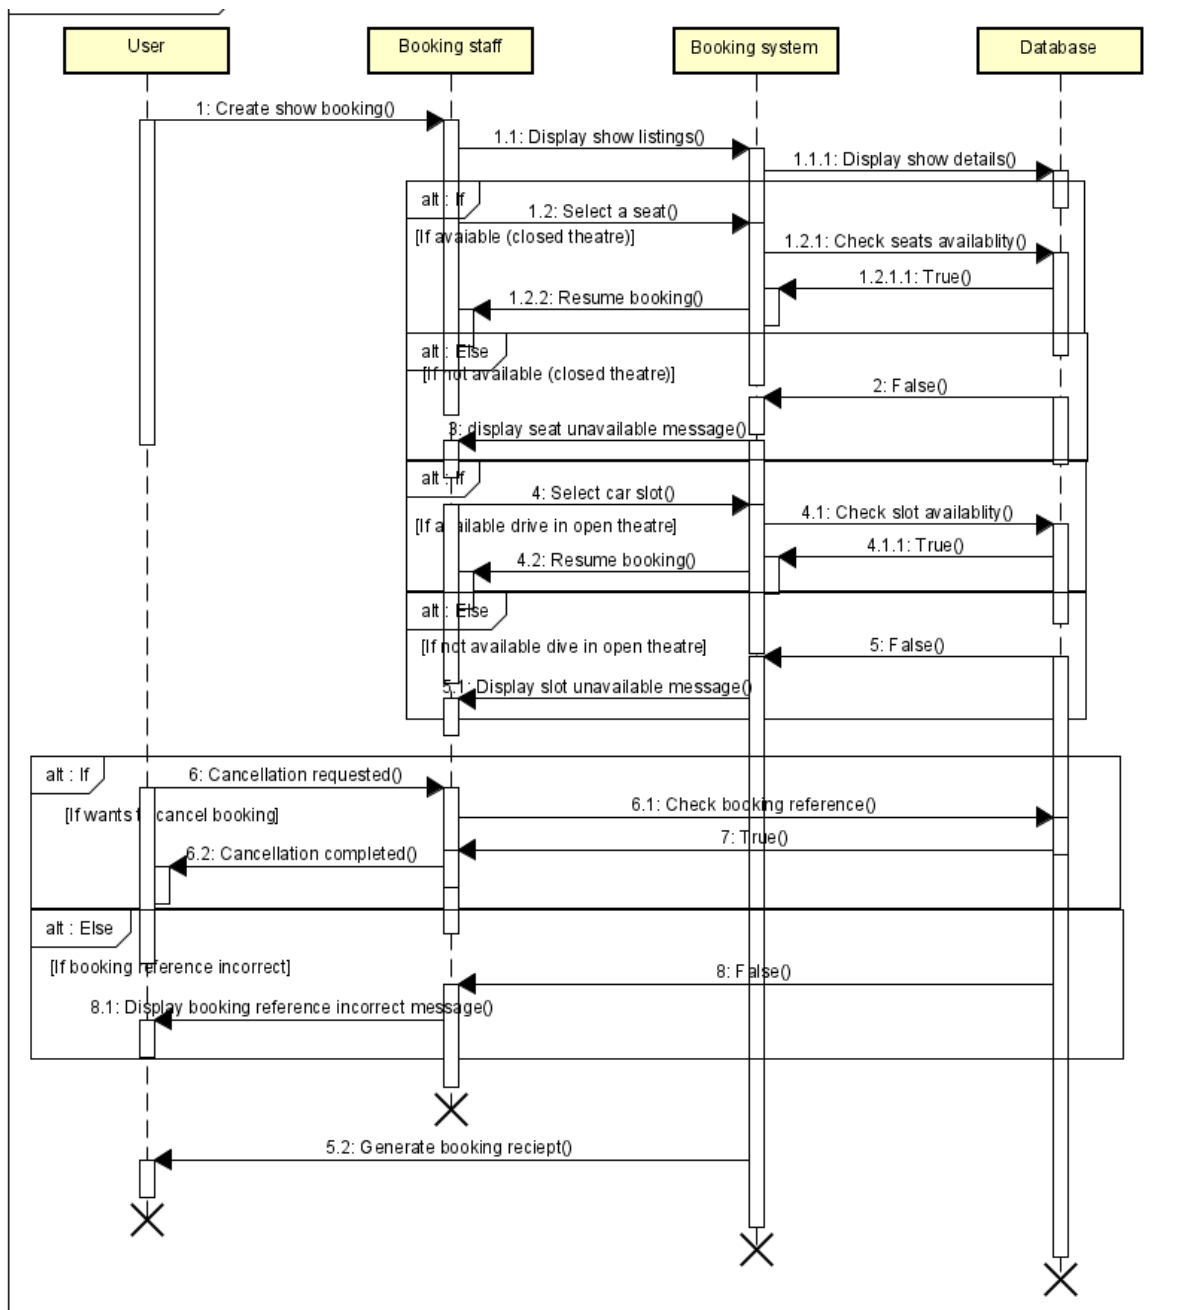 User
Booking staff
Booking system
Database
1: Create show booking()
1.1: Display show listings()
1.1.1: Display show details()
alt : If
1.2: Select a seat()
[If avaiable (closed theatre)]
1.2.1: Check seats availablity()
1.2.1.1: True()
1.2.2: Resume booking()
alt : Else
[If not available (closed theatre)]
2: False()
3: display seat unavailable message()
alt : If
4: Select car slot()
[If available drive in open theatre]
4.1: Check slot availablity()
4.1.1: True()
4.2: Resume booking()
alt : Else
[If not available dive in open theatre]
5: False()
5.1: Display slot unavailable message()
alt : If
6: Cancellation requested()
[If wants to cancel booking]
6.1: Check booking reference()
7: True()
6.2: Cancellation completed()
alt : Else
[If booking reference incorrect]
8: False()
8.1: Display booking reference incorrect message()
5.2: Generate booking reciept()